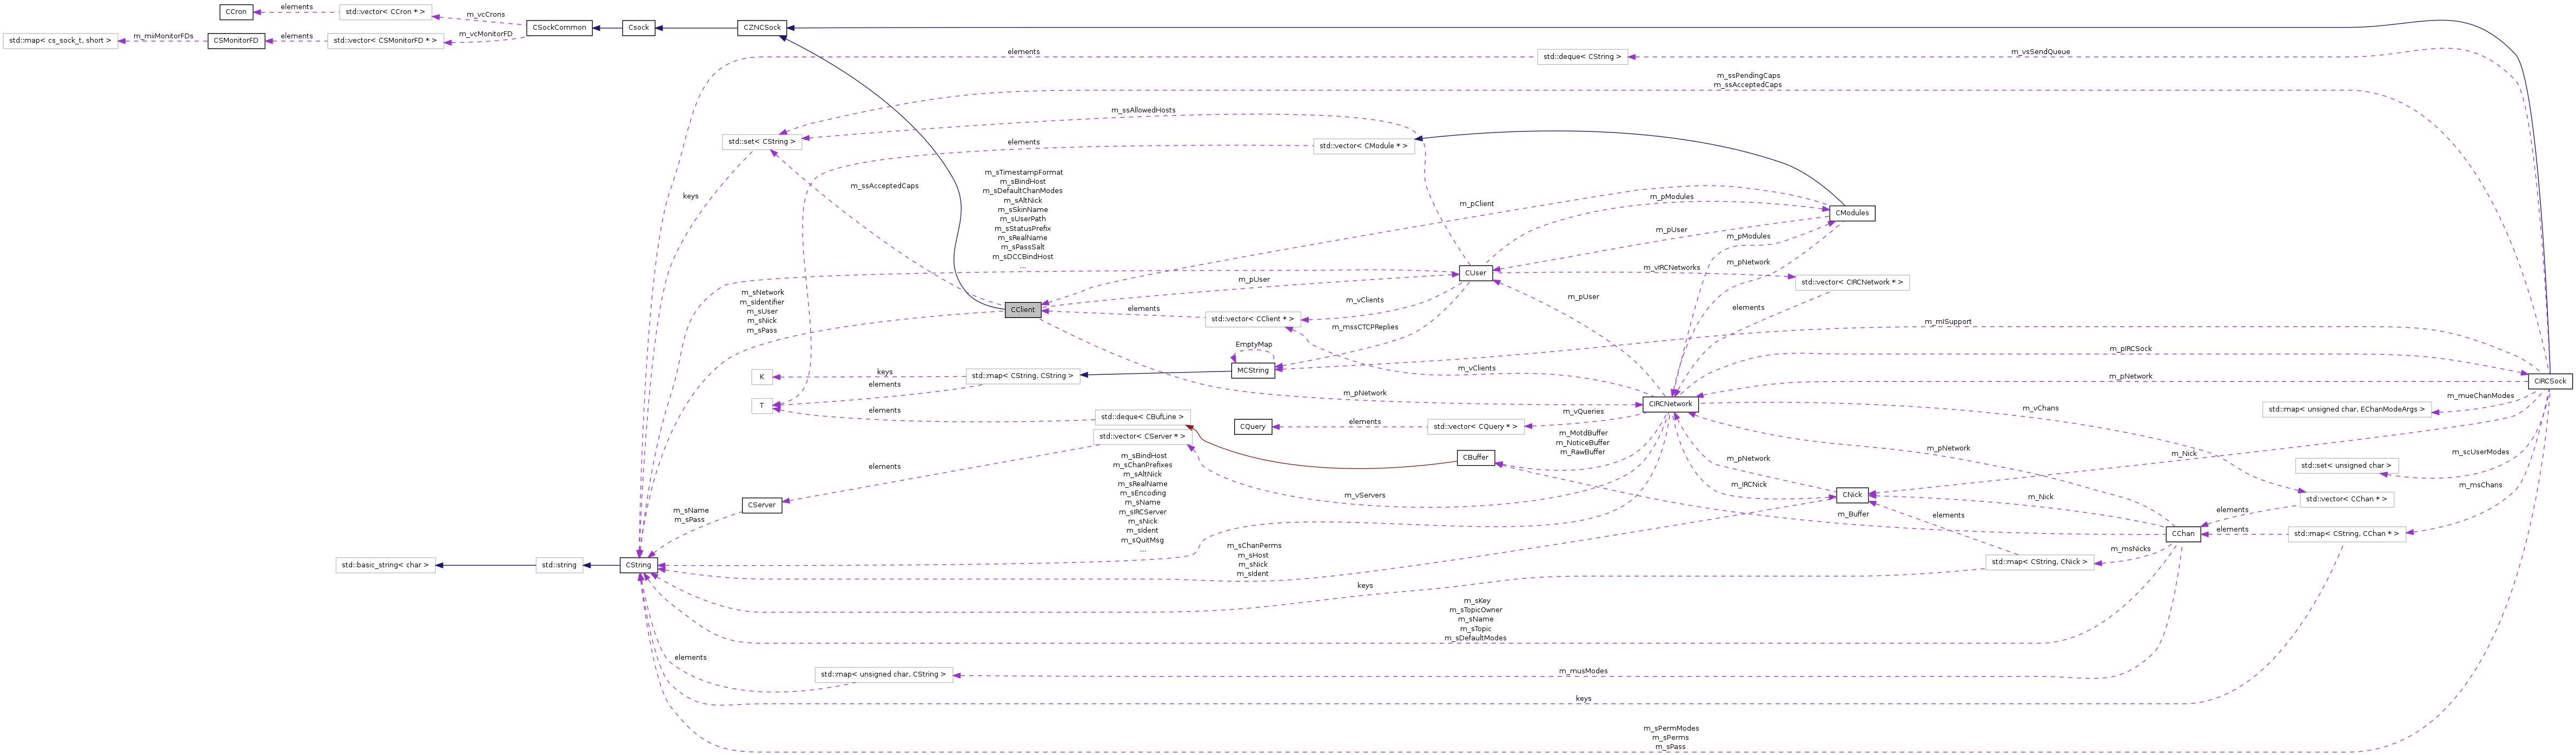 CCron
elements
std::vector< CCron * >
m_vcCrons
std::map< cs_sock_t, short >
m_miiMonitorFDs
CSMonitorFD
elements
std::vector< CSMonitorFD * >
m_vcMonitorFD
CSockCommon
Csock
CZNCSock
elements
std::deque< CString >
m_vsSendQueue
m_ssPendingCaps
m_ssAcceptedCaps
m_ssAllowedHosts
std::set< CString >
elements
std::vector< CModule * >
keys
m_ssAcceptedCaps
m_sTimestampFormat
m_sBindHost
m_sDefaultChanModes
m_sAltNick
m_sSkinName
m_sUserPath
m_sStatusPrefix
m_sRealName
m_sPassSalt
m_sDCCBindHost
...
m_pClient
m_pModules
CModules
m_pUser
m_pModules
m_pNetwork
CUser
m_vIRCNetworks
std::vector< CIRCNetwork * >
m_pUser
m_pUser
elements
m_sNetwork
m_sIdentifier
m_sUser
m_sNick
m_sPass
CClient
elements
std::vector< CClient * >
m_vClients
m_mssCTCPReplies
m_mISupport
EmptyMap
MCString
m_vClients
m_pIRCSock
K
keys
std::map< CString, CString >
elements
m_pNetwork
CIRCSock
m_pNetwork
m_mueChanModes
T
elements
std::deque< CBufLine >
CIRCNetwork
m_vChans
std::map< unsigned char, EChanModeArgs >
m_vQueries
CQuery
elements
std::vector< CQuery * >
std::vector< CServer * >
m_MotdBuffer
m_NoticeBuffer
m_RawBuffer
CBuffer
m_pNetwork
m_pNetwork
m_Nick
m_scUserModes
std::set< unsigned char >
elements
m_sBindHost
m_sChanPrefixes
m_sAltNick
m_sRealName
m_sEncoding
m_sName
m_sIRCServer
m_sNick
m_sIdent
m_sQuitMsg
...
m_vServers
m_IRCNick
CNick
m_Nick
m_msChans
std::vector< CChan * >
CServer
m_sName
m_sPass
m_Buffer
elements
elements
elements
CChan
std::map< CString, CChan * >
m_msNicks
std::map< CString, CNick >
m_sChanPerms
m_sHost
m_sNick
m_sIdent
std::basic_string< char >
std::string
CString
keys
m_sKey
m_sTopicOwner
m_sName
m_sTopic
m_sDefaultModes
elements
std::map< unsigned char, CString >
m_musModes
keys
m_sPermModes
m_sPerms
m_sPass